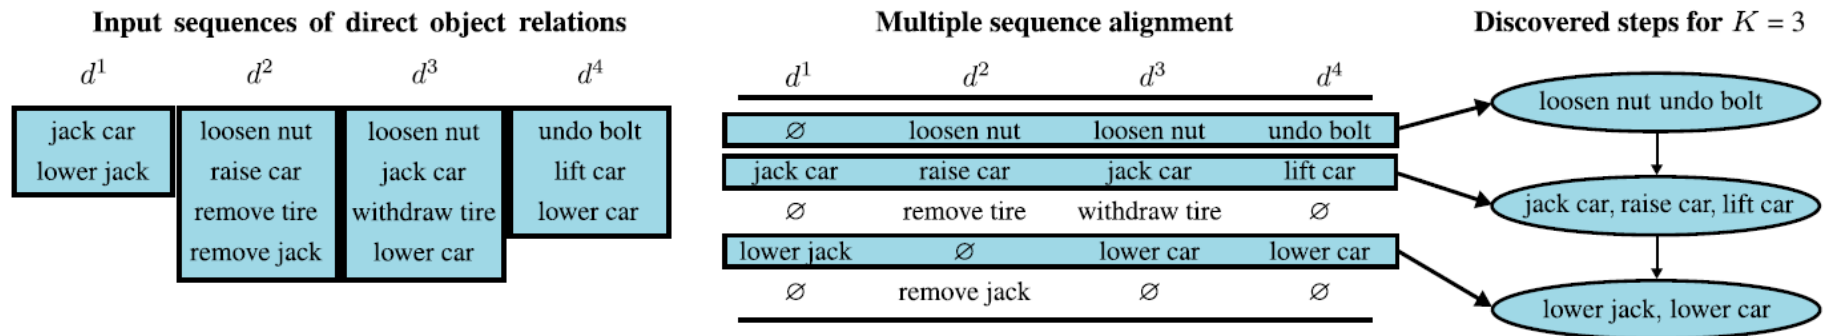 Input sequences of direct object relations
d¹ d² d³ d⁴
jack car loosen nut loosen nut undo bolt
lower jack raise car jack car lift car
remove tire withdraw tire lower car
remove jack lower car
Multiple sequence alignment
d¹ d² d³ d⁴
∅ loosen nut loosen nut undo bolt
jack car raise car jack car lift car
∅ remove tire withdraw tire ∅
lower jack ∅ lower car lower car
∅ remove jack ∅ ∅
Discovered steps for K = 3
loosen nut undo bolt
jack car, raise car, lift car
lower jack, lower car